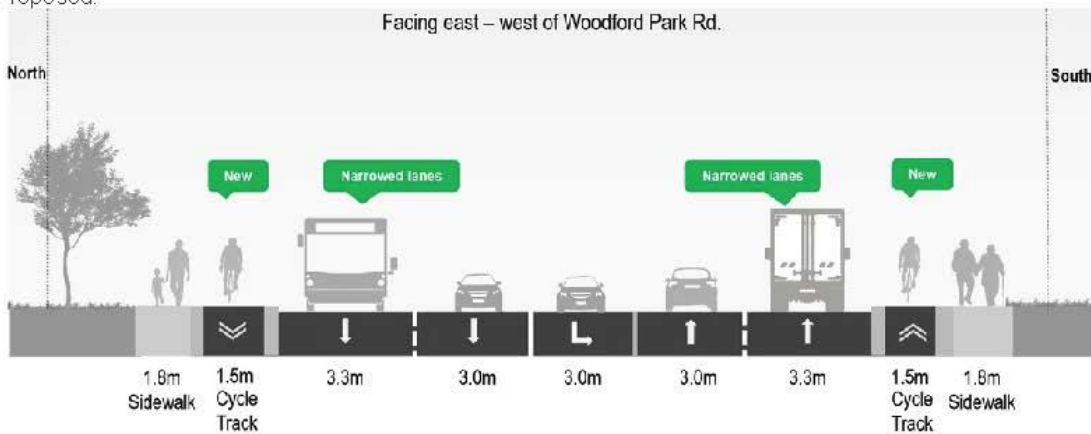 roposed:
Facing east – west of Woodford Park Rd.
North
South
New
Narrowed lanes
Narrowed lanes
New
1.8m
Sidewalk
1.5m
Cycle
Track
3.3m
3.0m
3.0m
3.0m
3.3m
1.5m
Cycle
Track
1.8m
Sidewalk